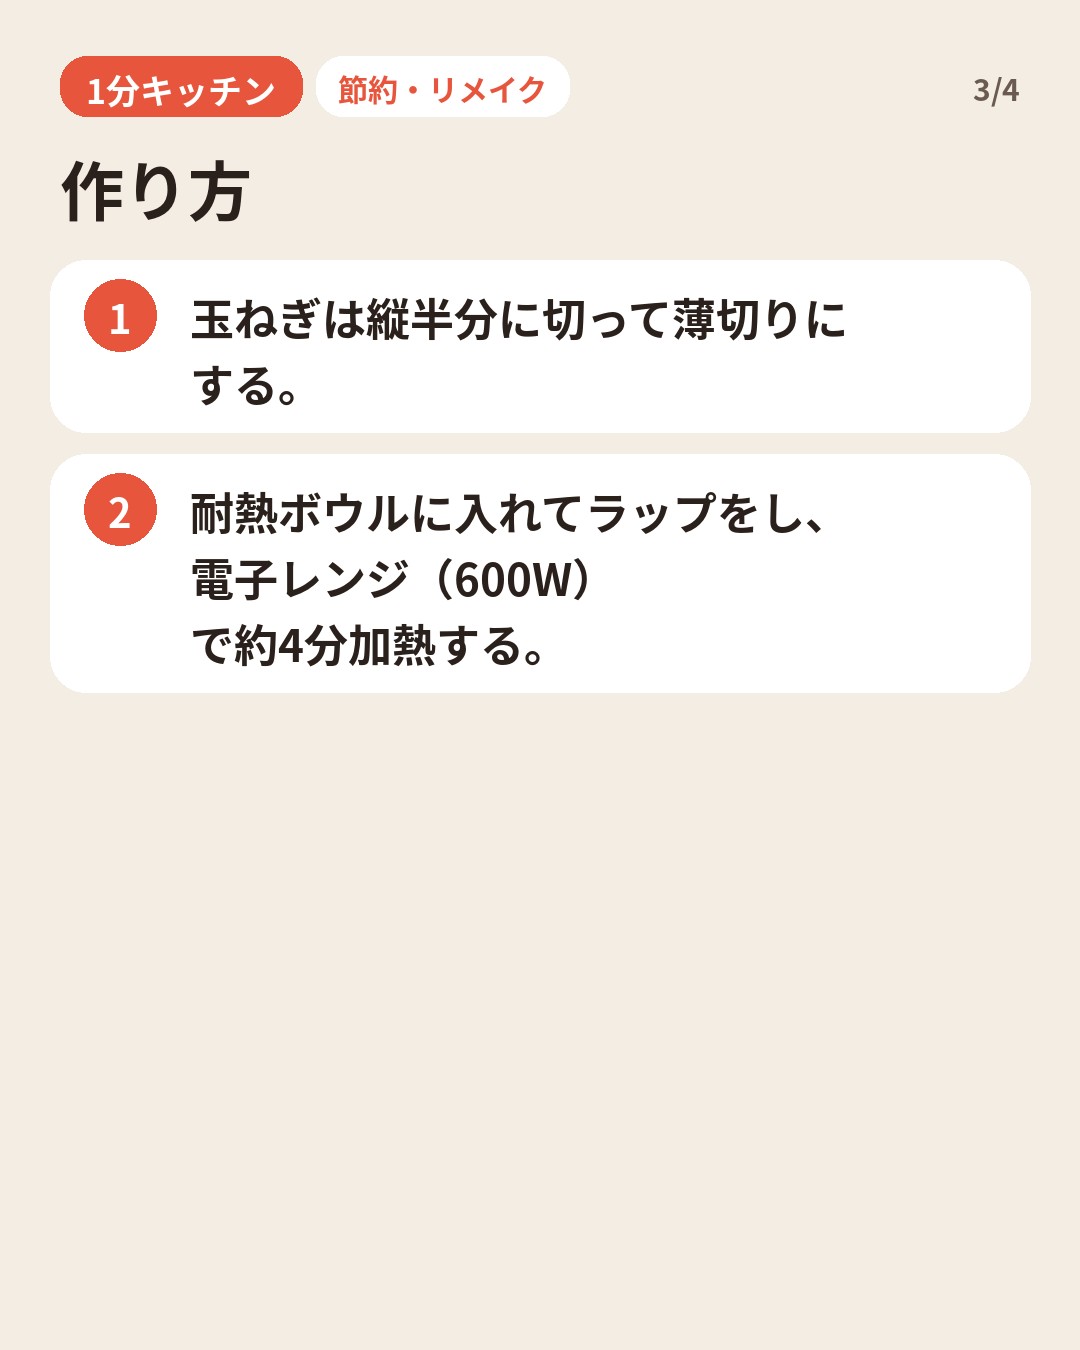 1分キッチン
節約・リメイク
3/4
作り方
1
玉ねぎは縦半分に切って薄切りに
する。
2
耐熱ボウルに入れてラップをし、
電子レンジ（600W）
で約4分加熱する。